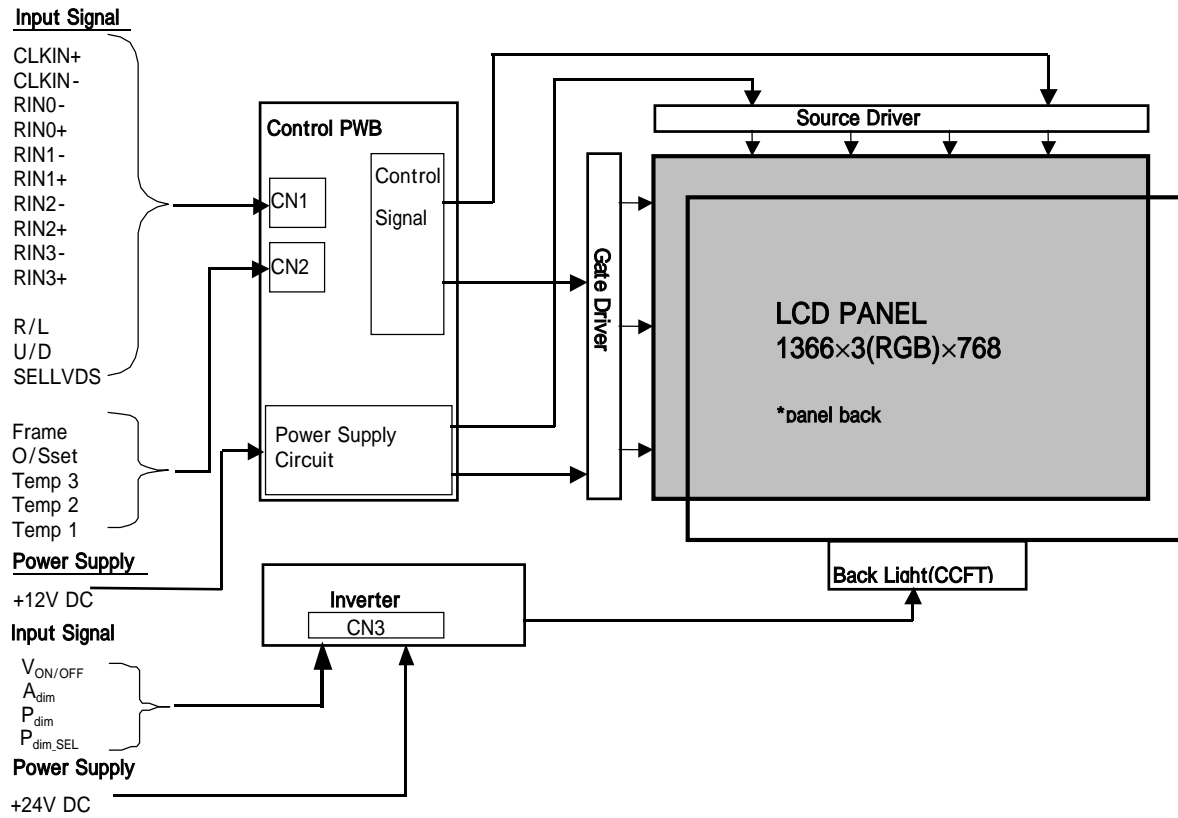 Input Signal
CLKIN+
CLKIN-
RIN0-
RIN0+
RIN1-
RIN1+
RIN2-
RIN2+
RIN3-
RIN3+
R/L
U/D
SELLVDS
Frame
O/Sset
Temp 3
Temp 2
Temp 1
Power Supply
+12V DC
Input Signal
VON/OFF
Adim
Pdim
Pdim_SEL
Power Supply
+24V DC
Control PWB
CN1
CN2
Control
Signal
Power Supply
Circuit
Inverter
CN3
Source Driver
Gate Driver
LCD PANEL
1366×3(RGB)×768
*panel back
Back Light(CCFT)